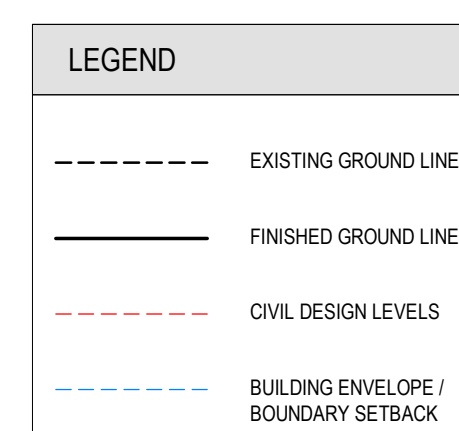 LEGEND
EXISTING GROUND LINE
FINISHED GROUND LINE
CIVIL DESIGN LEVELS
BUILDING ENVELOPE /
BOUNDARY SETBACK